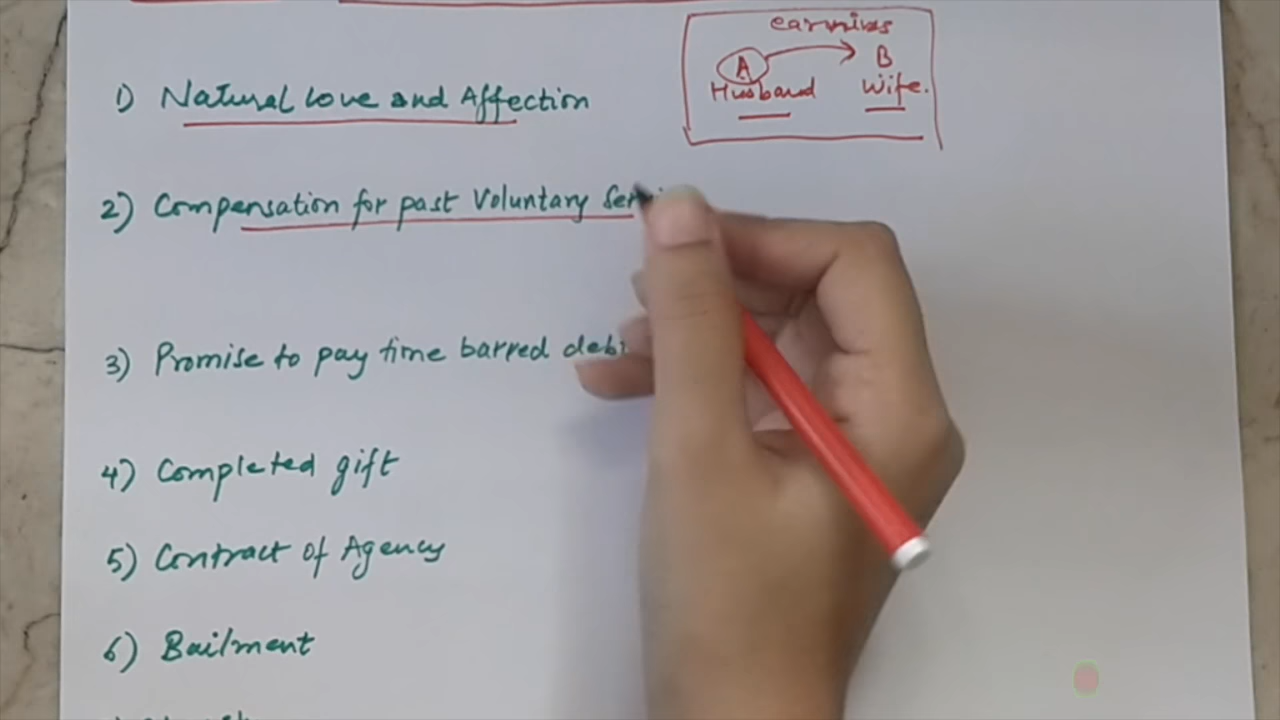 earnings
A B
Husband Wife.
1) Natural love and Affection
2) Compensation for past Voluntary
3) Promise to pay time barred
4) Completed gift
5) Contract of Agency
6) Bailment